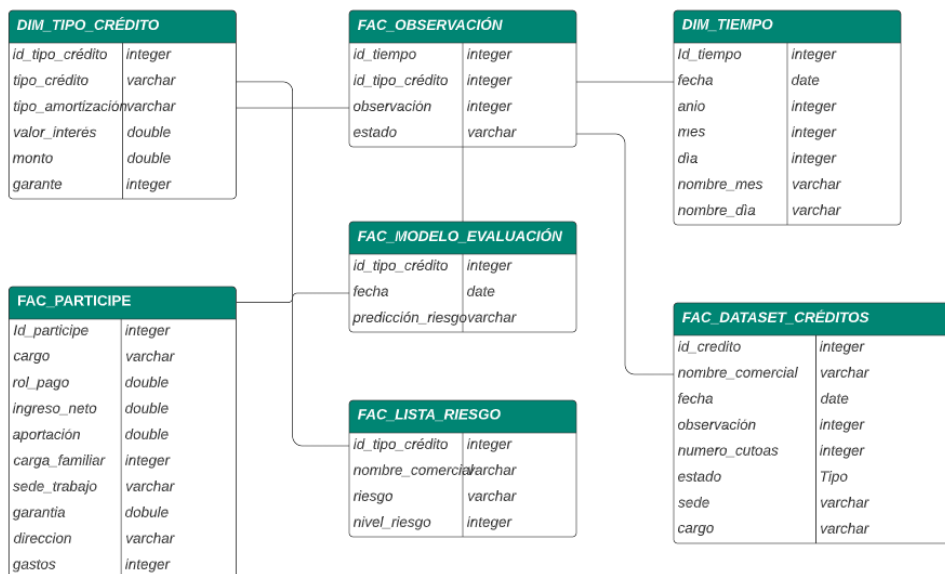 DIM_TIPO_CRÉDITO
id_tipo_crédito integer
tipo_crédito varchar
tipo_amortización varchar
valor_interés double
monto double
garante integer
FAC_OBSERVACIÓN
id_tiempo integer
id_tipo_crédito integer
observación integer
estado varchar
DIM_TIEMPO
Id_tiempo integer
fecha date
anio integer
mes integer
dìa integer
nombre_mes varchar
nombre_dìa varchar
FAC_MODELO_EVALUACIÓN
id_tipo_crédito integer
fecha date
predicción_riesgo varchar
FAC_PARTICIPE
Id_participe integer
cargo varchar
rol_pago double
ingreso_neto double
aportación double
carga_familiar integer
sede_trabajo varchar
garantia dobule
direccion varchar
gastos integer
FAC_LISTA_RIESGO
id_tipo_crédito integer
nombre_comercial varchar
riesgo varchar
nivel_riesgo integer
FAC_DATASET_CRÉDITOS
id_credito integer
nombre_comercial varchar
fecha date
observación integer
numero_cutoas integer
estado Tipo
sede varchar
cargo varchar